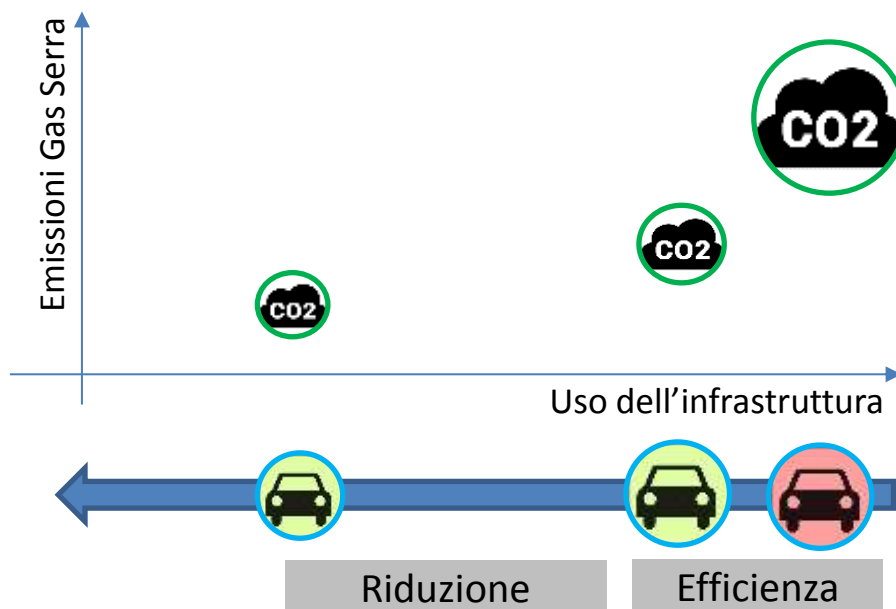 Emissioni Gas Serra
CO2
CO2
CO2
Uso dell'infrastruttura
Riduzione
Efficienza